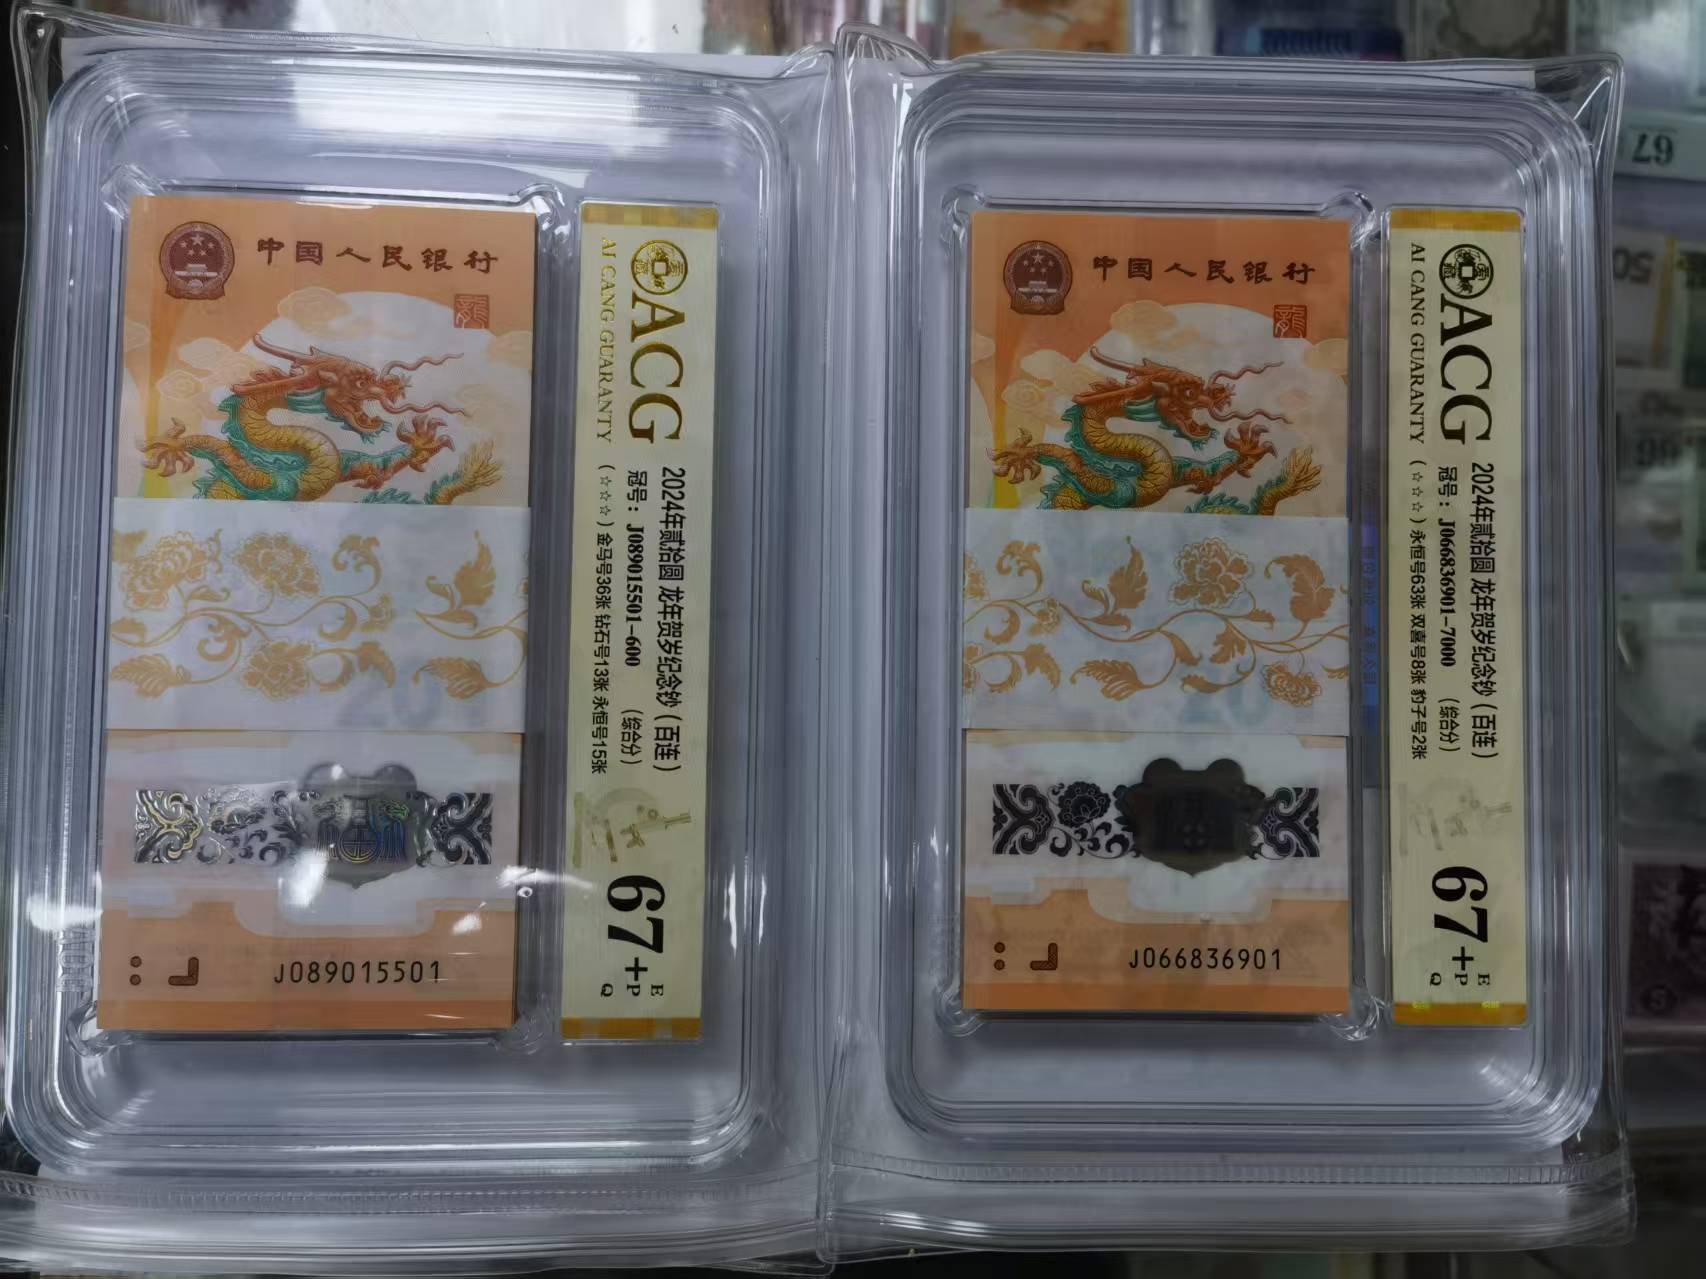 中国人民银行
龍
J089015501
ACG
AI CANG GUARANTY
2024年贰拾圆 龙年贺岁纪念钞（百连）
冠号：J089015501-600 （综合分）
（☆☆☆）金马号36张 钻石号13张 永恒号15张
67+
E
P
Q
中国人民银行
龍
J066836901
ACG
AI CANG GUARANTY
2024年贰拾圆 龙年贺岁纪念钞（百连）
冠号：J066836901-7000 （综合分）
（☆☆☆）永恒号63张 双喜号8张 豹子号2张
67+
E
P
Q
67
50
5